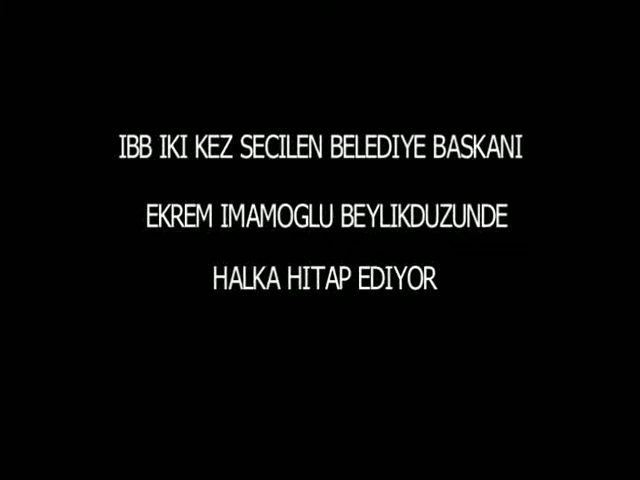 IBB IKI KEZ SECILEN BELEDIYE BASKANI
EKREM IMAMOGLU BEYLIKDUZUNDE
HALKA HITAP EDIYOR